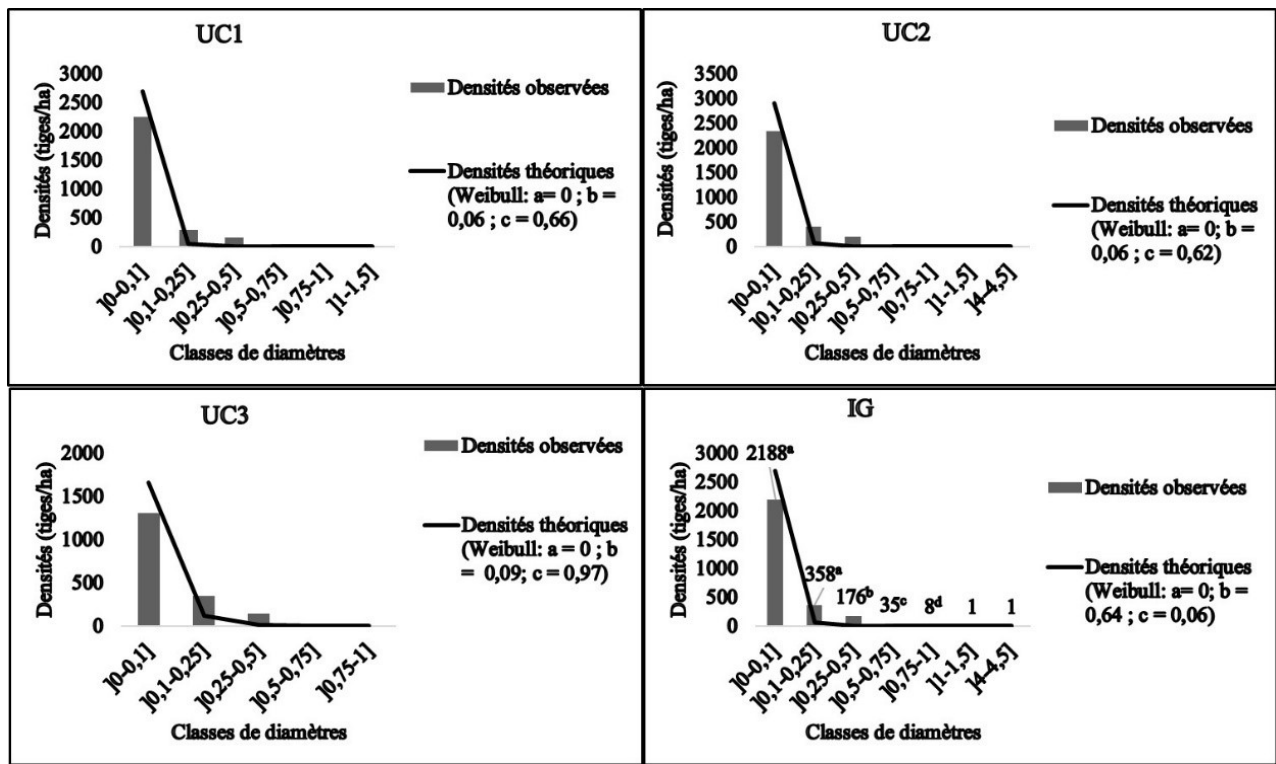 UC1
Densités (tiges/ha)
3000
2500
2000
1500
1000
500
0
]0-0,1]
]0,1-0,25]
]0,25-0,5]
]0,5-0,75]
]0,75-1]
]1-1,5]
Classes de diamètres
Densités observées
Densités théoriques
(Weibull: a= 0 ; b =
0,06 ; c = 0,66)
UC2
Densités (tiges/ha)
3500
3000
2500
2000
1500
1000
500
0
]0-0,1]
]0,1-0,25]
]0,25-0,5]
]0,5-0,75]
]0,75-1]
]1-1,5]
]4-4,5]
Classes de diamètres
Densités observées
Densités théoriques
(Weibull: a= 0; b =
0,06 ; c = 0,62)
UC3
Densités (tiges/ha)
2000
1500
1000
500
0
]0-0,1]
]0,1-0,25]
]0,25-0,5]
]0,5-0,75]
]0,75-1]
Classes de diamètres
Densités observées
Densités théoriques
(Weibull: a = 0 ; b
= 0,09; c = 0,97)
IG
Densités (tiges/ha)
3000
2500
2000
1500
1000
500
0
2188ᵃ
358ᵃ
176ᵇ
35ᶜ
8ᵈ
1
1
]0-0,1]
]0,1-0,25]
]0,25-0,5]
]0,5-0,75]
]0,75-1]
]1-1,5]
]4-4,5]
Classes de diamètres
Densités observées
Densités théoriques
(Weibull: a= 0; b =
0,64 ; c = 0,06)